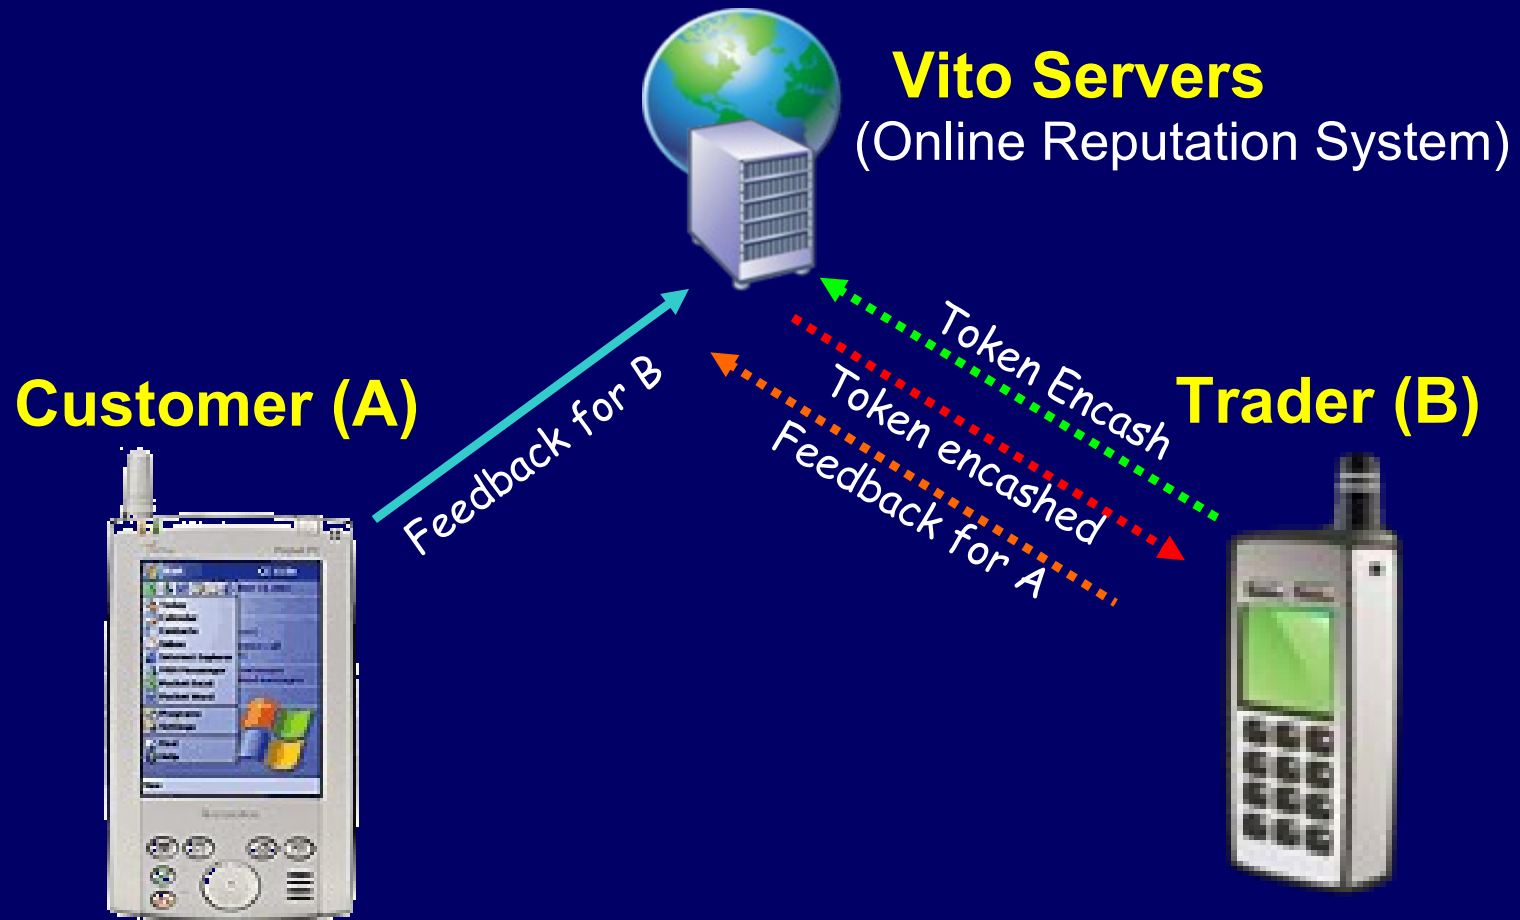 Vito Servers
(Online Reputation System)
Customer (A)
Trader (B)
Feedback for B
Token Encash
Token encashed
Feedback for A